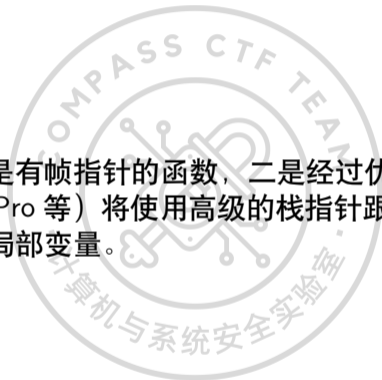 COMPASS CTF TEAM
是有帧指针的函数，二是经过优
Pro 等）将使用高级的栈指针跟
局部变量。
计算机与系统安全实验室